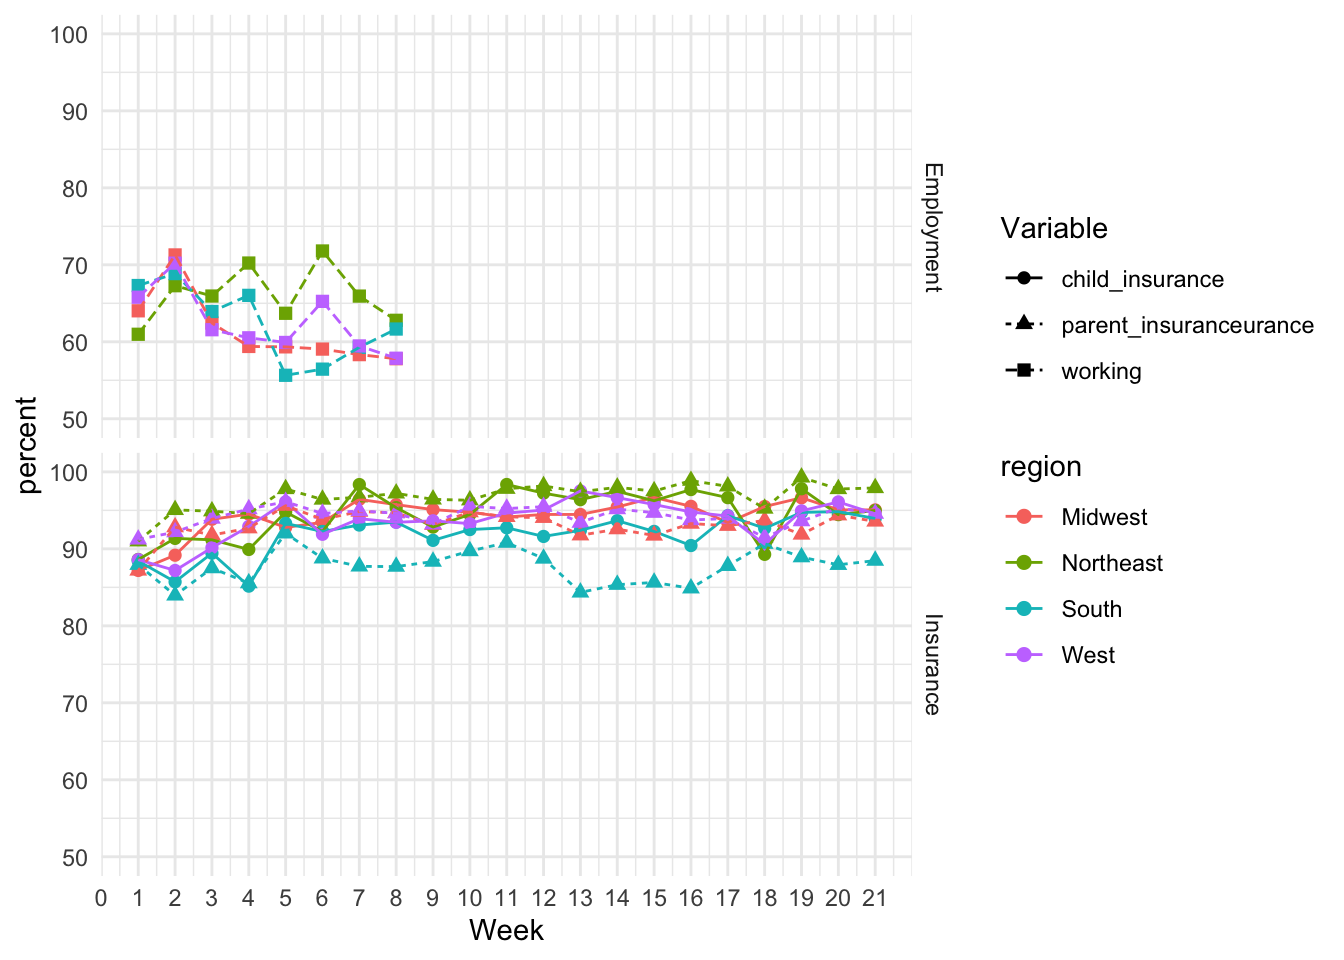 percent
100
90
80
70
60
50
Employment
100
90
80
70
60
50
Insurance
0 1 2 3 4 5 6 7 8 9 10 11 12 13 14 15 16 17 18 19 20 21
Week
Variable
child_insurance
parent_insuranceurance
working
region
Midwest
Northeast
South
West